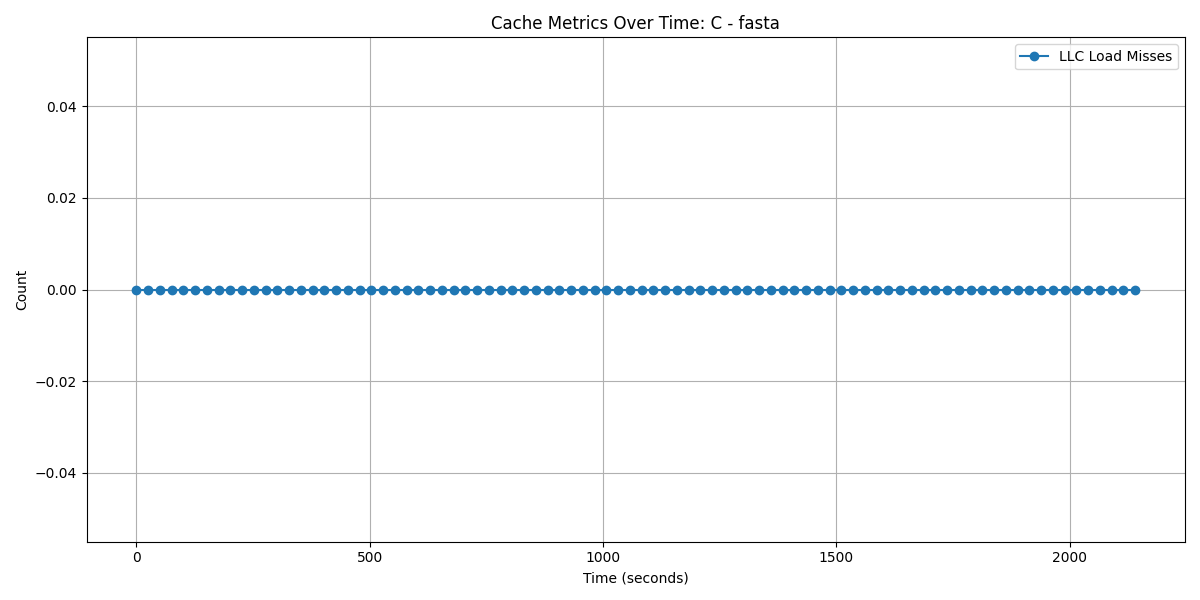 Cache Metrics Over Time: C - fasta
LLC Load Misses
0.04
0.02
0.00
−0.02
−0.04
Count
0 500 1000 1500 2000
Time (seconds)